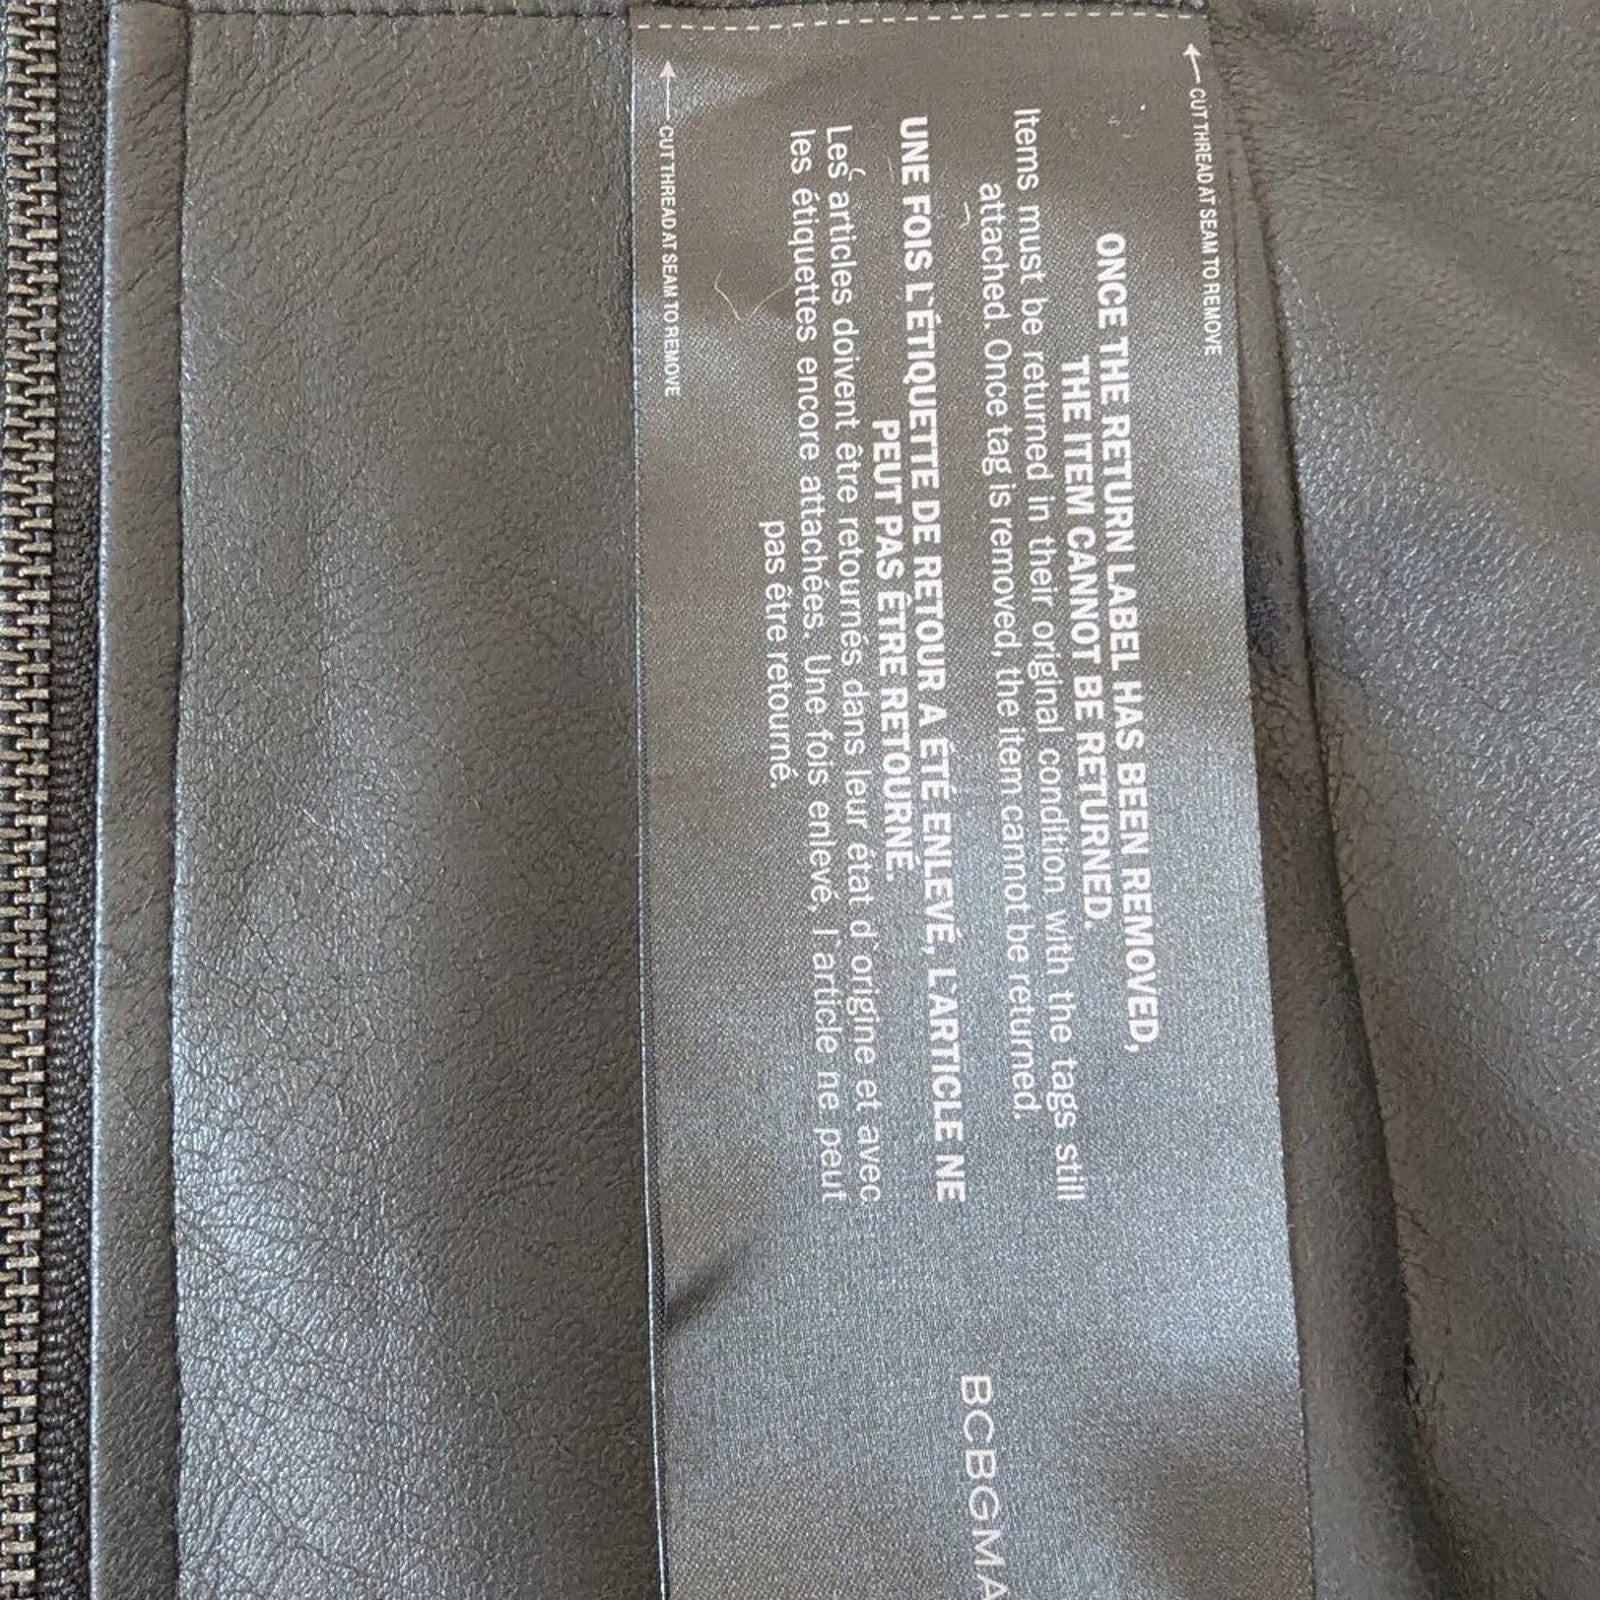 ← CUT THREAD AT SEAM TO REMOVE
ONCE THE RETURN LABEL HAS BEEN REMOVED,
THE ITEM CANNOT BE RETURNED.
Items must be returned in their original condition with the tags still
attached. Once tag is removed, the item cannot be returned.
UNE FOIS L`ÉTIQUETTE DE RETOUR A ÉTÉ ENLEVÉ, L`ARTICLE NE
PEUT PAS ÊTRE RETOURNÉ.
Les articles doivent être retournés dans leur état d`origine et avec
les étiquettes encore attachées. Une fois enlevé, l`article ne peut
pas être retourné.
← CUT THREAD AT SEAM TO REMOVE
BCBGMA